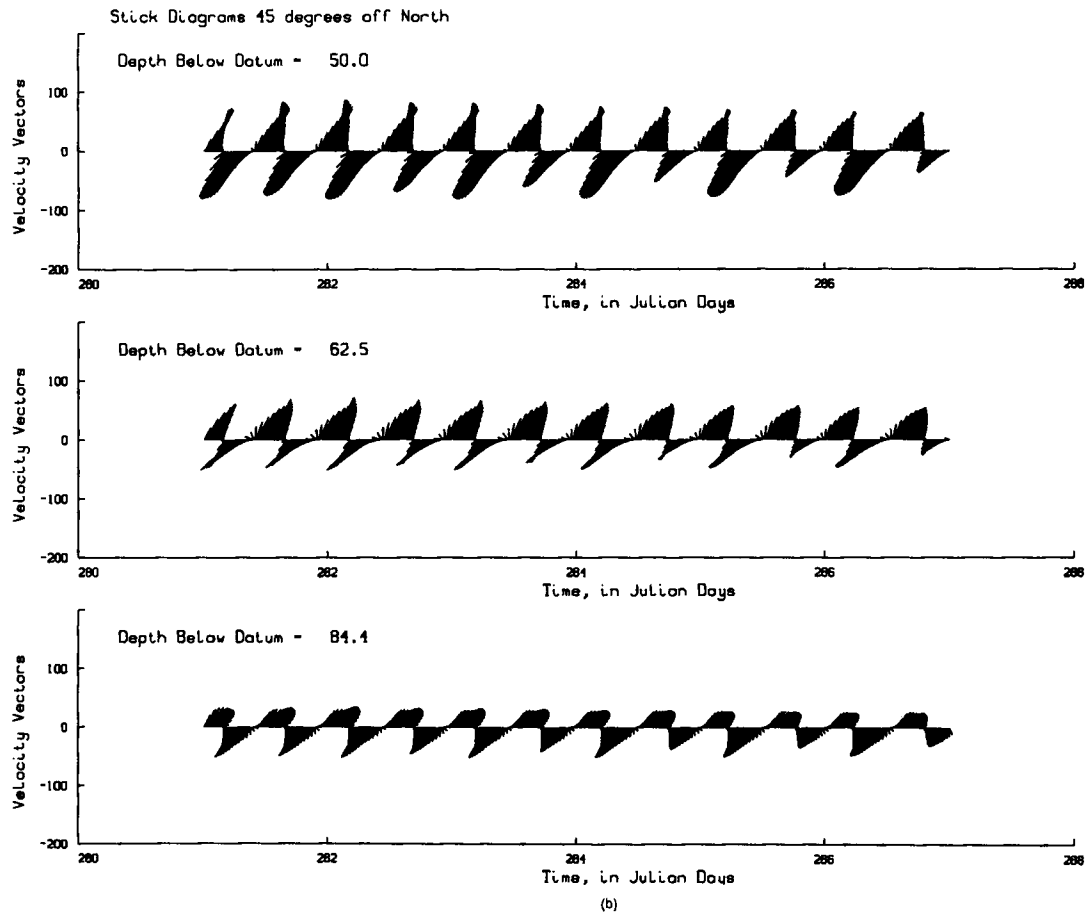 Stick Diagrams 45 degrees off North
Depth Below Datum - 50.0
Velocity Vectors
100
0
-100
-200
280 282 284 286 288
Time, in Julian Days
Depth Below Datum - 62.5
Velocity Vectors
100
0
-100
-200
280 282 284 286 288
Time, in Julian Days
Depth Below Datum - 84.4
Velocity Vectors
100
0
-100
-200
280 282 284 286 288
Time, in Julian Days
(b)